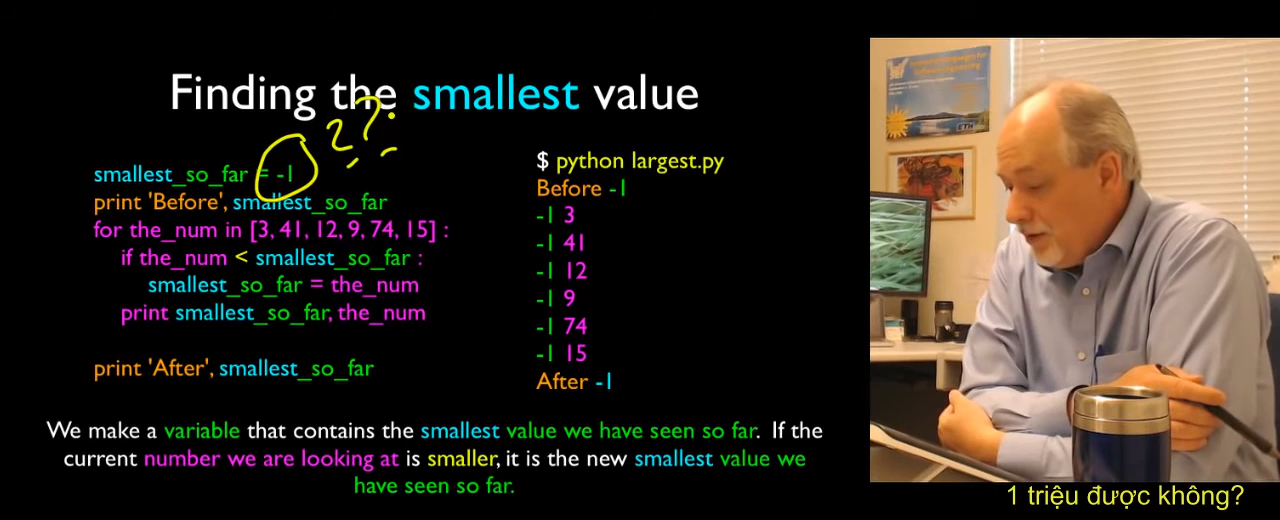 Finding the smallest value
??
smallest_so_far = -1
print 'Before', smallest_so_far
for the_num in [3, 41, 12, 9, 74, 15] :
if the_num < smallest_so_far :
smallest_so_far = the_num
print smallest_so_far, the_num
print 'After', smallest_so_far
$ python largest.py
Before -1
-1 3
-1 41
-1 12
-1 9
-1 74
-1 15
After -1
We make a variable that contains the smallest value we have seen so far. If the
current number we are looking at is smaller, it is the new smallest value we
have seen so far.
ETH
1 triệu được không?